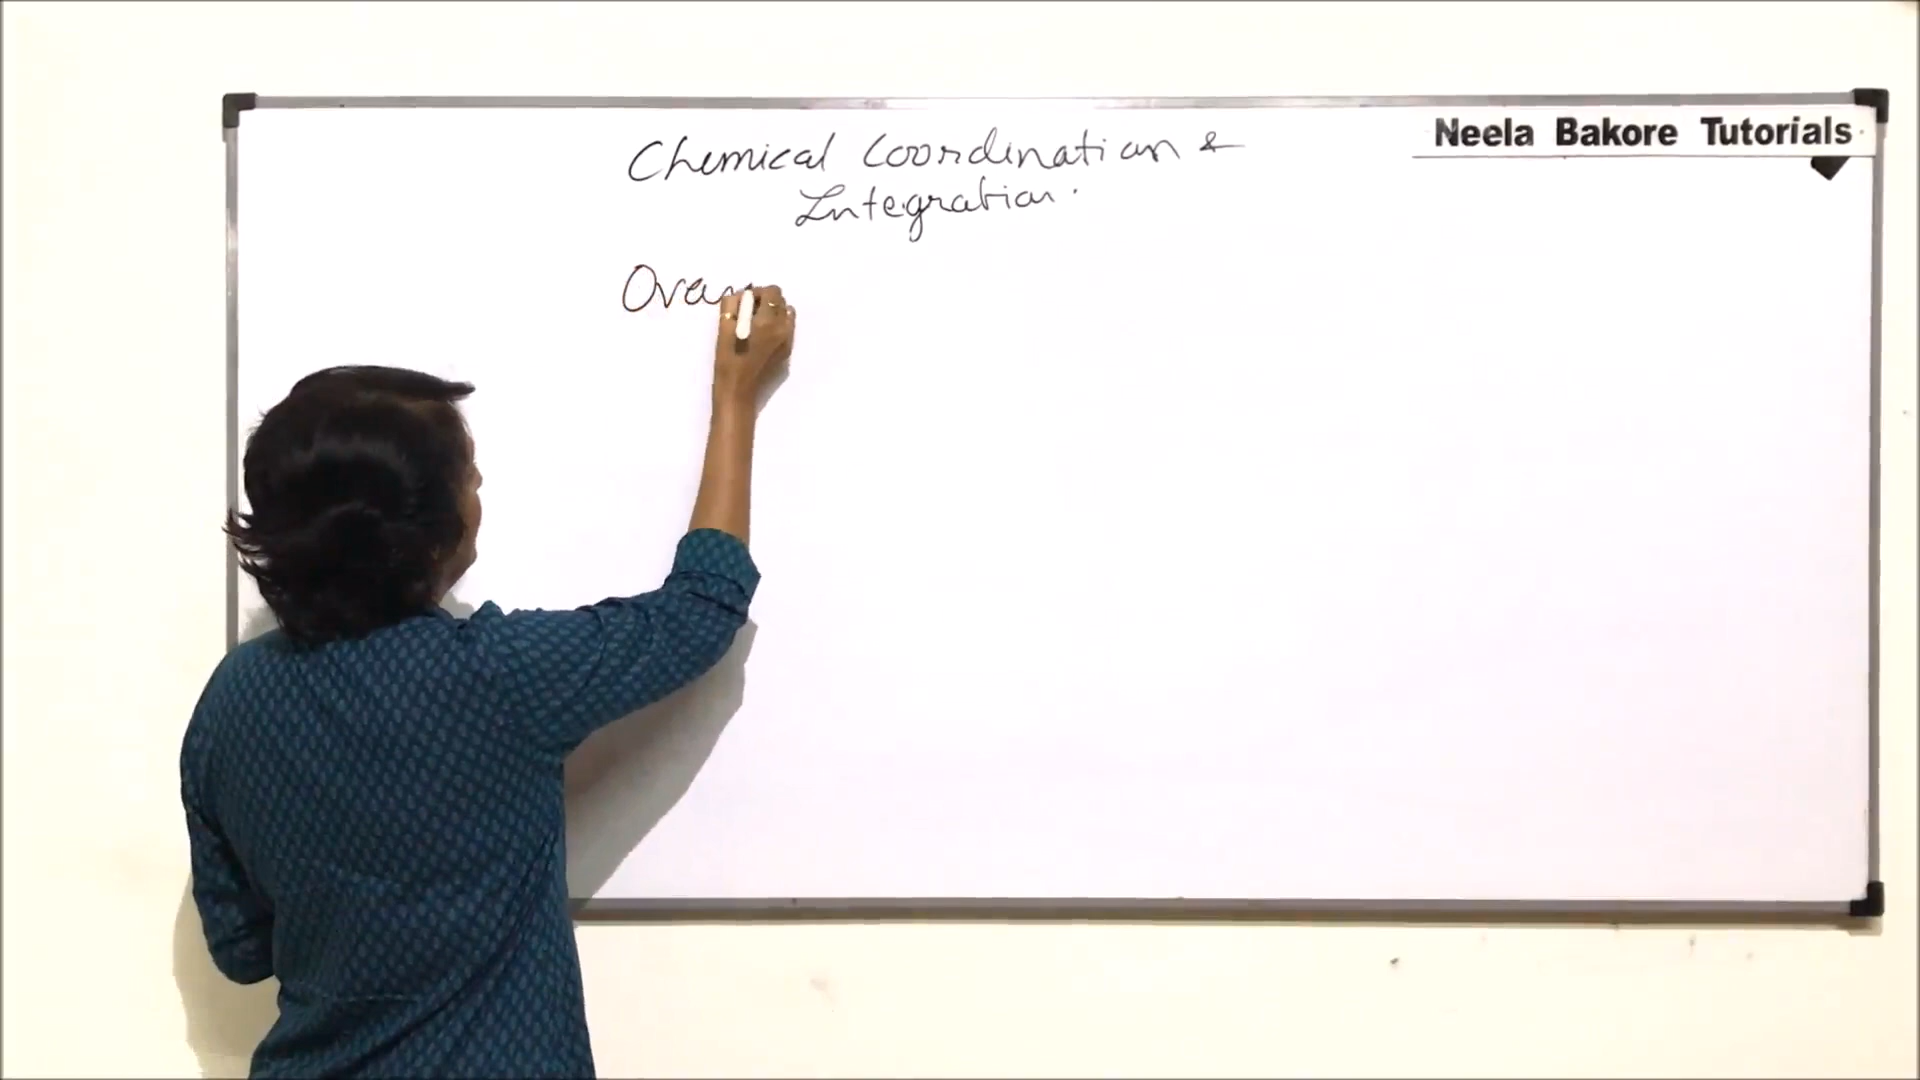 Neela Bakore Tutorials
Chemical Coordination &
Integration.